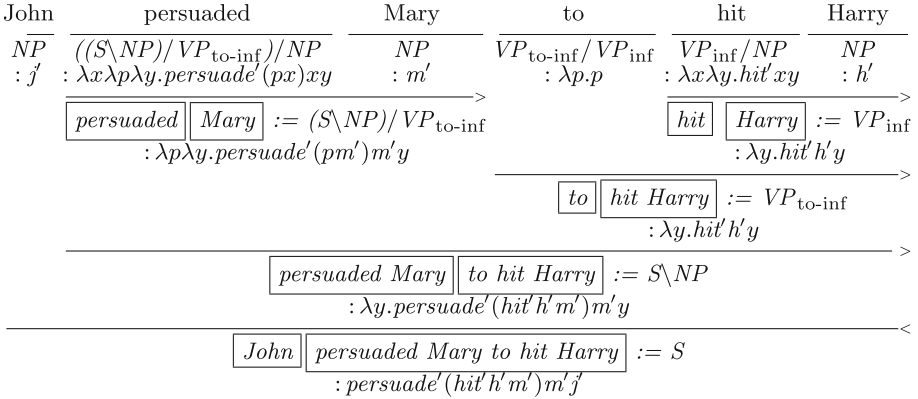 John persuaded Mary to hit Harry
NP ((S\NP)/VP_to-inf)/NP NP VP_to-inf/VP_inf VP_inf/NP NP
: j′ : λxλpλy.persuade′(px)xy : m′ : λp.p : λxλy.hit′xy : h′
> >
persuaded Mary := (S\NP)/VP_to-inf hit Harry := VP_inf
: λpλy.persuade′(pm′)m′y : λy.hit′h′y
>
to hit Harry := VP_to-inf
: λy.hit′h′y
>
persuaded Mary to hit Harry := S\NP
: λy.persuade′(hit′h′m′)m′y
<
John persuaded Mary to hit Harry := S
: persuade′(hit′h′m′)m′j′